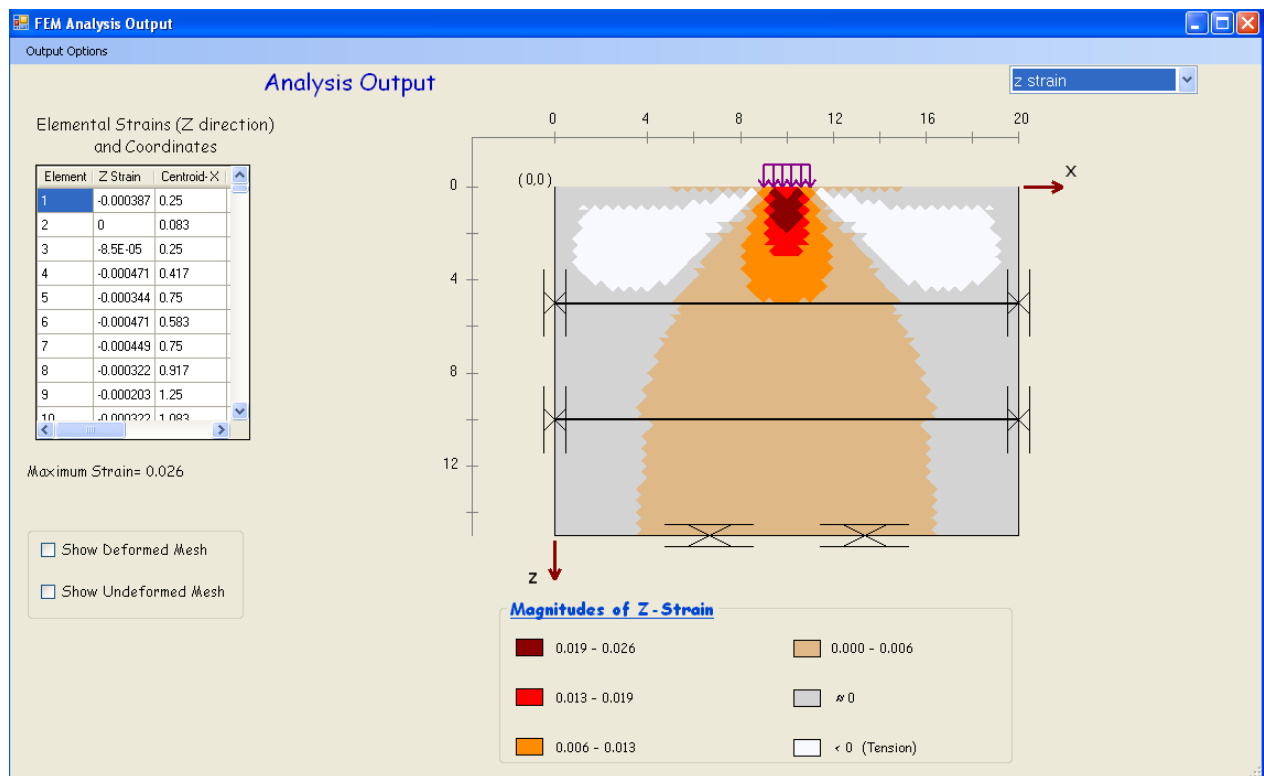 FEM Analysis Output
Output Options
Analysis Output
z strain
Elemental Strains (Z direction)
and Coordinates
Element Z Strain Centroid-X
1 -0.000387 0.25
2 0 0.083
3 -8.5E-05 0.25
4 -0.000471 0.417
5 -0.000344 0.75
6 -0.000471 0.583
7 -0.000449 0.75
8 -0.000322 0.917
9 -0.000203 1.25
10 -0.000322 1.083
Maximum Strain= 0.026
Show Deformed Mesh
Show Undeformed Mesh
0 4 8 12 16 20
(0,0)
X
0
4
8
12
Z
Magnitudes of Z-Strain
0.019 - 0.026
0.013 - 0.019
0.006 - 0.013
0.000 - 0.006
≈ 0
< 0 (Tension)